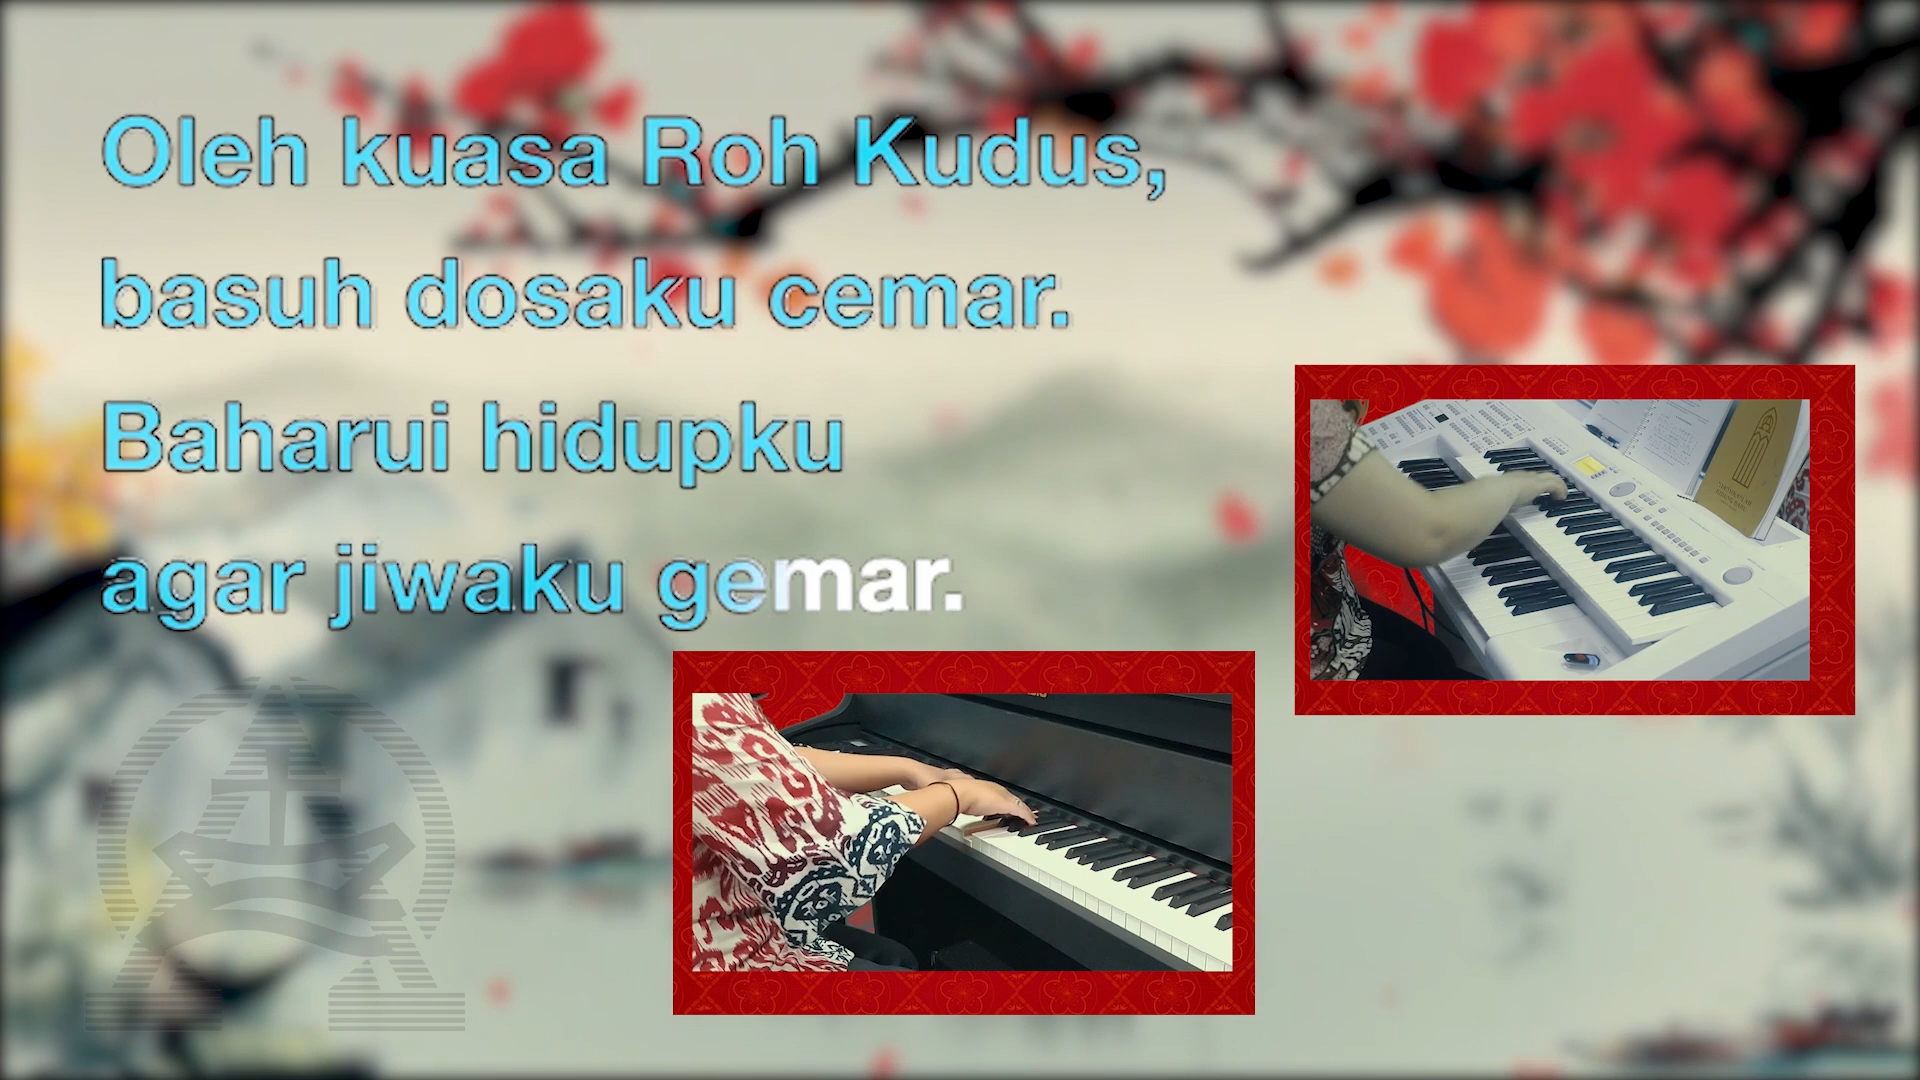 Oleh kuasa Roh Kudus,
basuh dosaku cemar.
Baharui hidupku
agar jiwaku gemar.